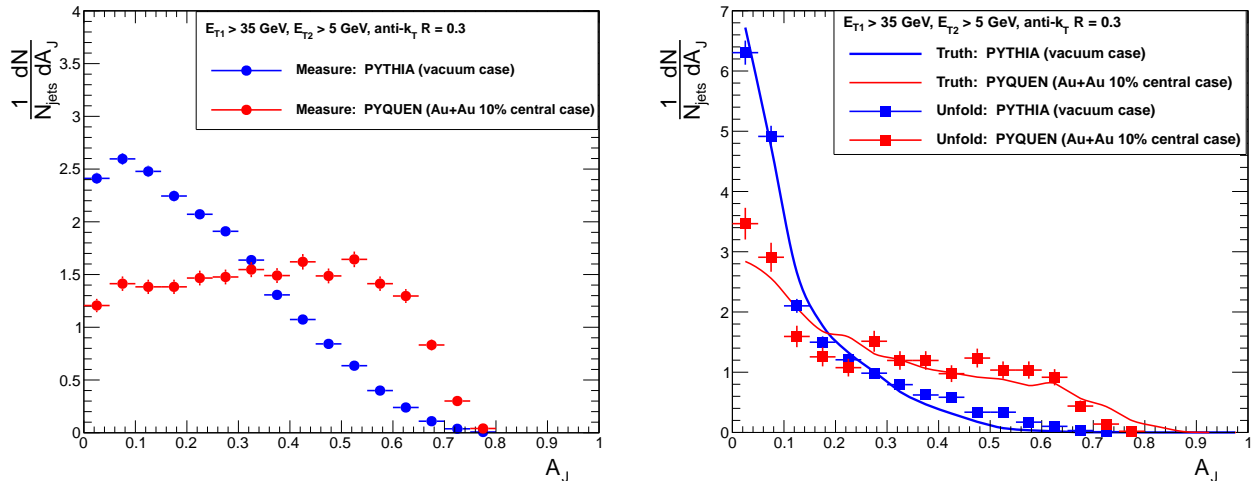 E_T1 > 35 GeV, E_T2 > 5 GeV, anti-k_T R = 0.3
Measure: PYTHIA (vacuum case)
Measure: PYQUEN (Au+Au 10% central case)
1 dN
N_jets dA_J
4
3.5
3
2.5
2
1.5
1
0.5
0
0 0.1 0.2 0.3 0.4 0.5 0.6 0.7 0.8 0.9 1
A_J
E_T1 > 35 GeV, E_T2 > 5 GeV, anti-k_T R = 0.3
Truth: PYTHIA (vacuum case)
Truth: PYQUEN (Au+Au 10% central case)
Unfold: PYTHIA (vacuum case)
Unfold: PYQUEN (Au+Au 10% central case)
1 dN
N_jets dA_J
7
6
5
4
3
2
1
0
0 0.1 0.2 0.3 0.4 0.5 0.6 0.7 0.8 0.9 1
A_J